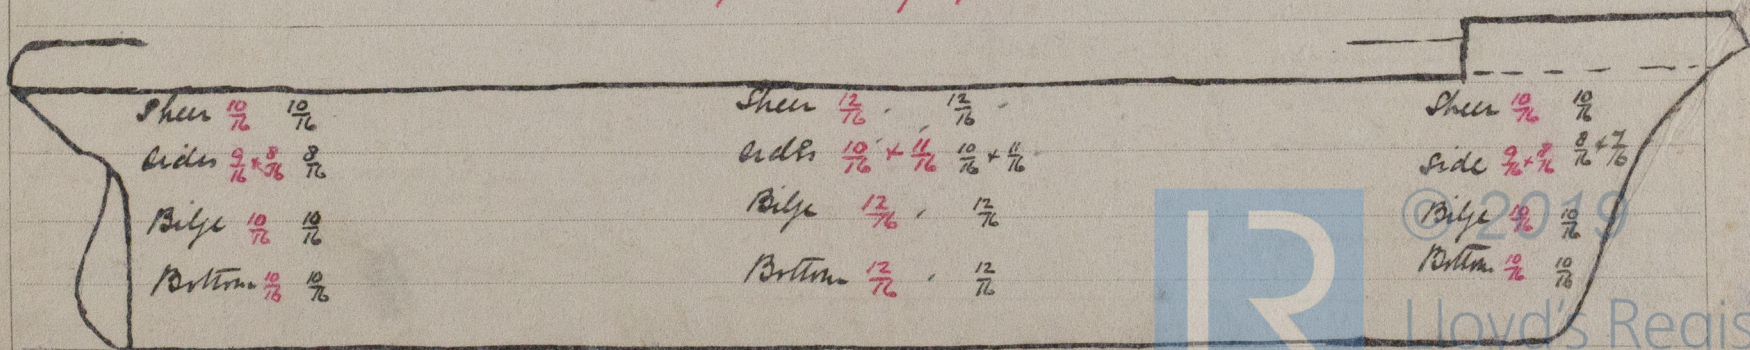 Sheer 10/16 10/16
Sides 9/16 + 8/16 8/16
Bilge 10/16 10/16
Bottom 10/16 10/16
Sheer 12/16 12/16
Sides 10/16 + 11/16 10/16 + 11/16
Bilge 12/16 12/16
Bottom 12/16 12/16
Sheer 10/16 10/16
Side 9/16 + 8/16 8/16 + 7/16
Bilge 10/16 10/16
Bottom 10/16 10/16
© 2019
LR
Lloyd's Regis